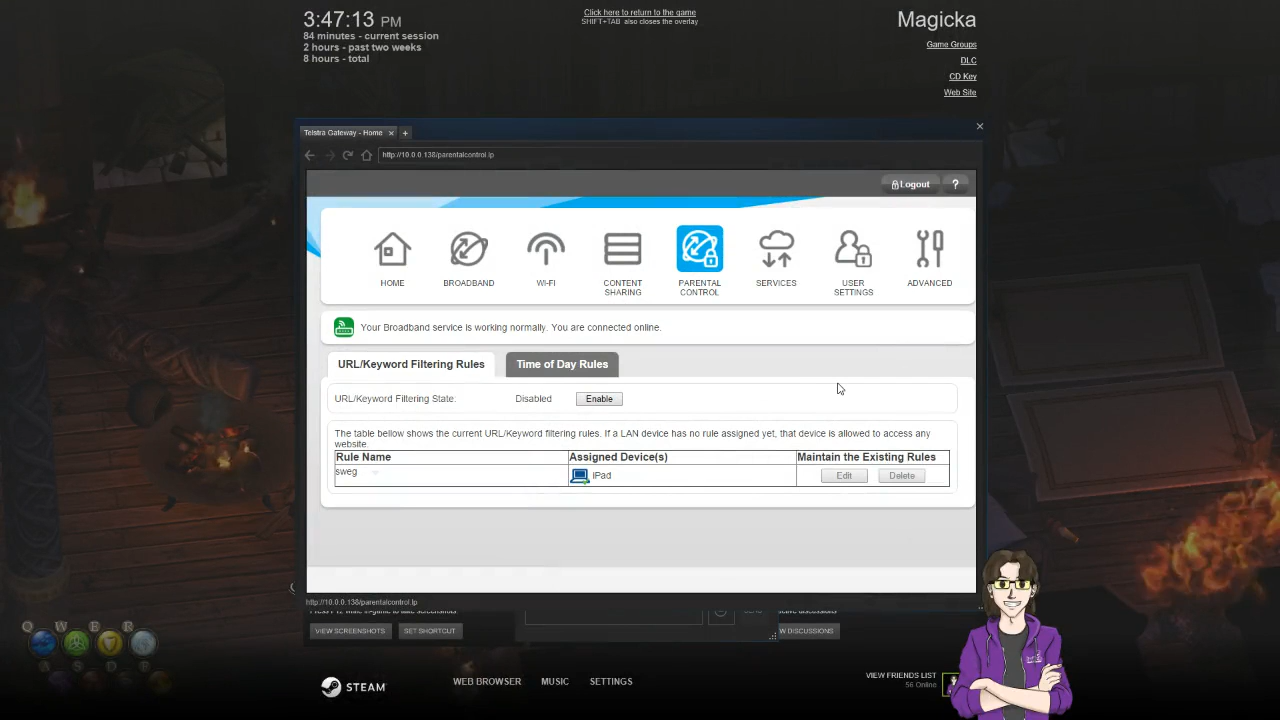 3:47:13 PM
84 minutes - current session
2 hours - past two weeks
8 hours - total
Click here to return to the game
SHIFT+TAB also closes the overlay
Magicka
Game Groups
DLC
CD Key
Web Site
Telstra Gateway - Home
http://10.0.0.138/parentalcontrol.lp
Logout ?
HOME
BROADBAND
WI-FI
CONTENT
SHARING
PARENTAL
CONTROL
SERVICES
USER
SETTINGS
ADVANCED
Your Broadband service is working normally. You are connected online.
URL/Keyword Filtering Rules
Time of Day Rules
URL/Keyword Filtering State: Disabled Enable
The table bellow shows the current URL/Keyword filtering rules. If a LAN device has no rule assigned yet, that device is allowed to access any
website.
Rule Name Assigned Device(s) Maintain the Existing Rules
sweg iPad Edit Delete
http://10.0.0.138/parentalcontrol.lp
VIEW SCREENSHOTS
SET SHORTCUT
W DISCUSSIONS
Q W E R
A S D F
STEAM
WEB BROWSER
MUSIC
SETTINGS
VIEW FRIENDS LIST
56 Online